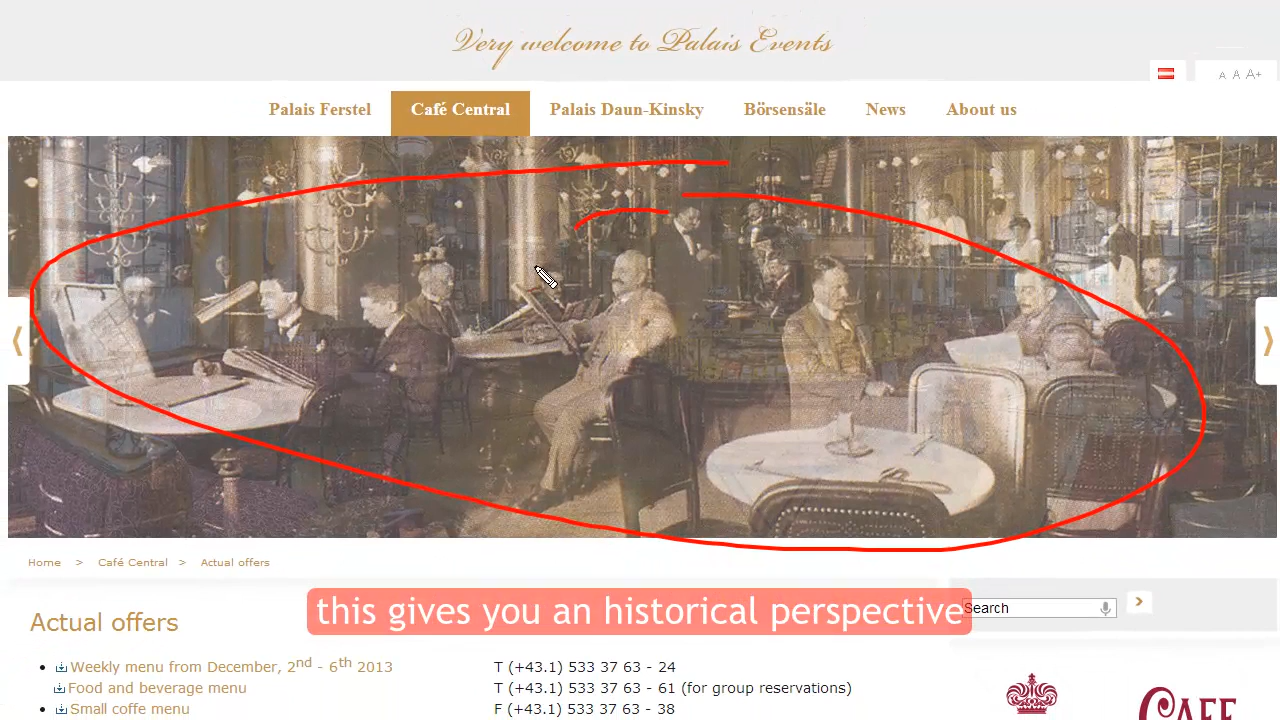 Very welcome to Palais Events
A A A+
Palais Ferstel Café Central Palais Daun-Kinsky Börsensäle News About us
Home > Café Central > Actual offers
this gives you an historical perspective
Search
Actual offers
Weekly menu from December, 2nd - 6th 2013
T (+43.1) 533 37 63 - 24
Food and beverage menu
T (+43.1) 533 37 63 - 61 (for group reservations)
Small coffe menu
F (+43.1) 533 37 63 - 38
CAFE